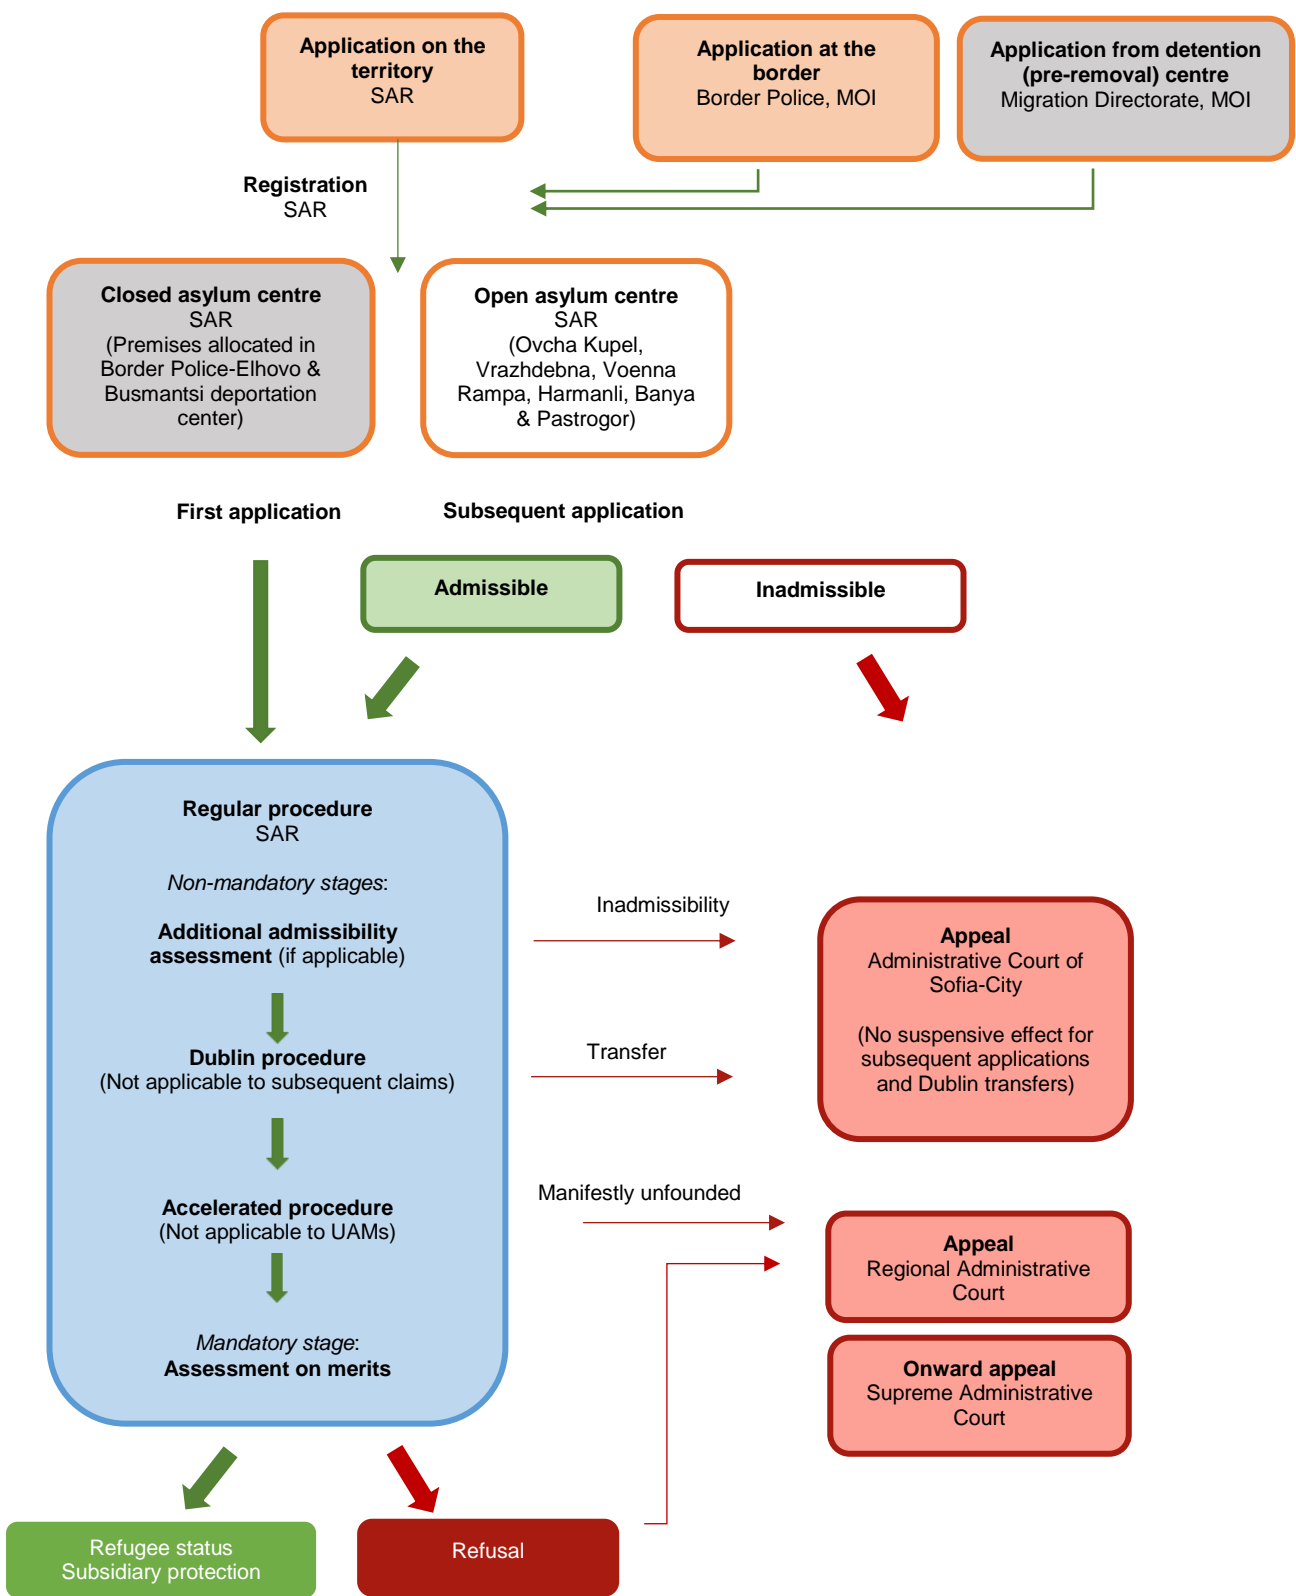 Application on the
territory
SAR
Application at the
border
Border Police, MOI
Application from detention
(pre-removal) centre
Migration Directorate, MOI
Registration
SAR
Closed asylum centre
SAR
(Premises allocated in
Border Police-Elhovo &
Busmantsi deportation
center)
Open asylum centre
SAR
(Ovcha Kupel,
Vrazhdebna, Voenna
Rampa, Harmanli, Banya
& Pastrogor)
First application
Subsequent application
Admissible
Inadmissible
Regular procedure
SAR
Non-mandatory stages:
Additional admissibility
assessment (if applicable)
Dublin procedure
(Not applicable to subsequent claims)
Accelerated procedure
(Not applicable to UAMs)
Mandatory stage:
Assessment on merits
Inadmissibility
Transfer
Manifestly unfounded
Appeal
Administrative Court of
Sofia-City
(No suspensive effect for
subsequent applications
and Dublin transfers)
Appeal
Regional Administrative
Court
Onward appeal
Supreme Administrative
Court
Refugee status
Subsidiary protection
Refusal